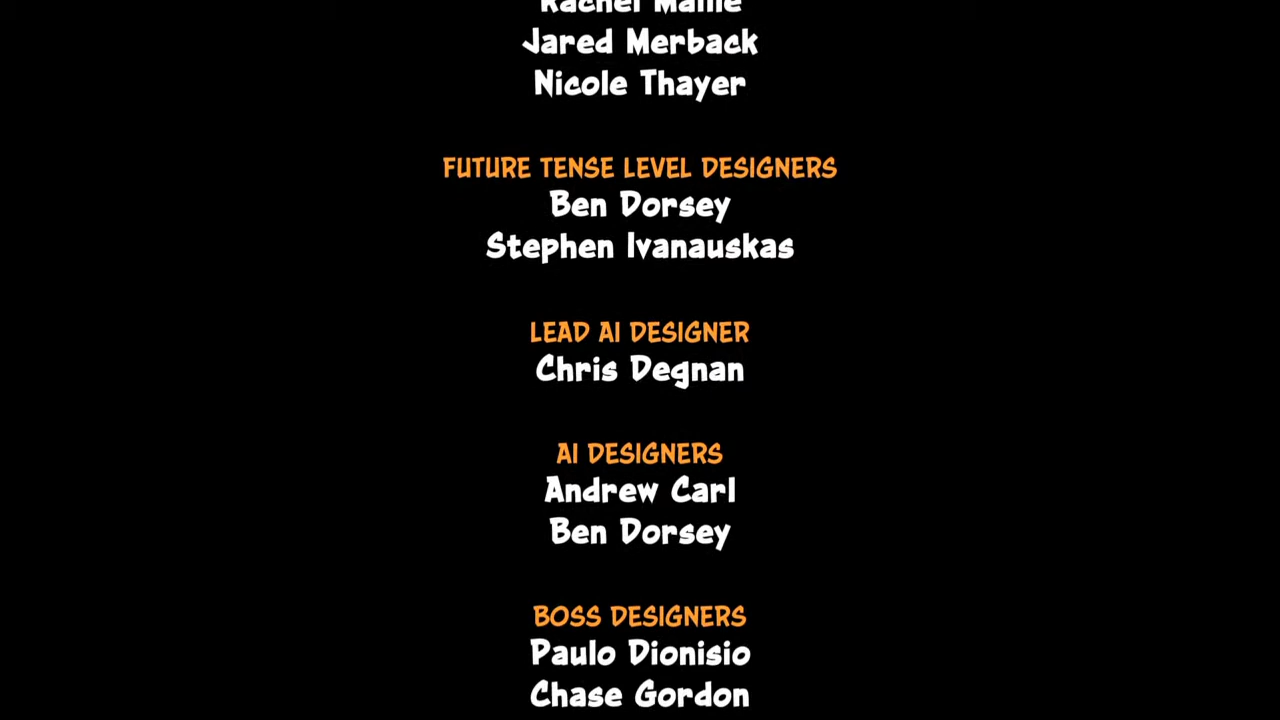 Jared Merback
Nicole Thayer
FUTURE TENSE LEVEL DESIGNERS
Ben Dorsey
Stephen Ivanauskas
LEAD AI DESIGNER
Chris Degnan
AI DESIGNERS
Andrew Carl
Ben Dorsey
BOSS DESIGNERS
Paulo Dionisio
Chase Gordon